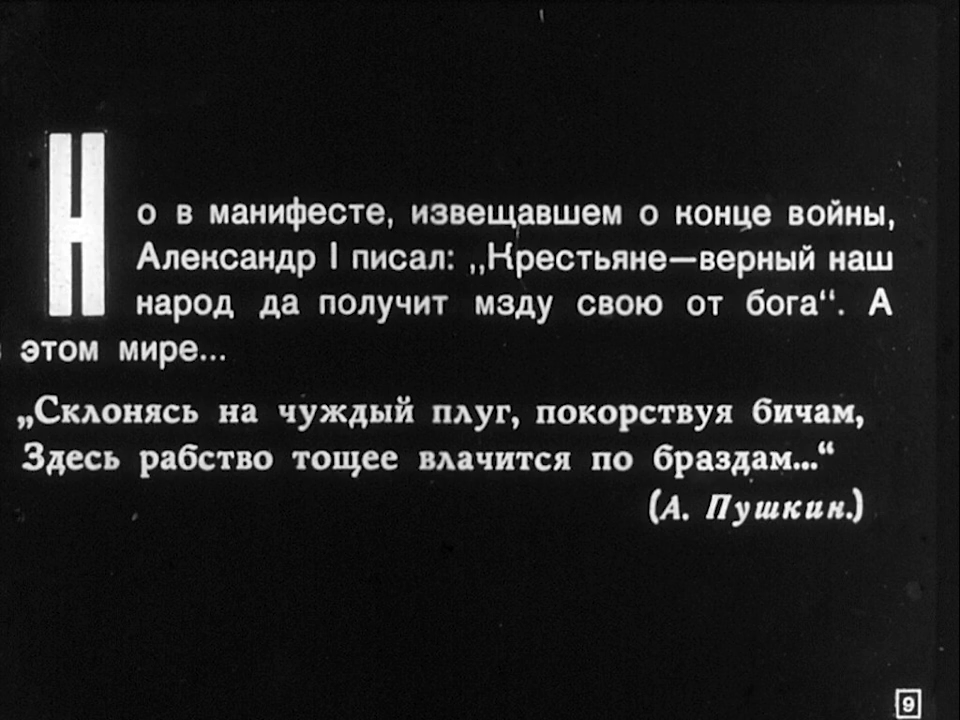 Но в манифесте, извещавшем о конце войны,
Александр I писал: „Крестьяне—верный наш
народ да получит мзду свою от бога“. А
этом мире...
„Склонясь на чуждый плуг, покорствуя бичам,
Здесь рабство тощее влачится по браздам...“
(А. Пушкин.)
9